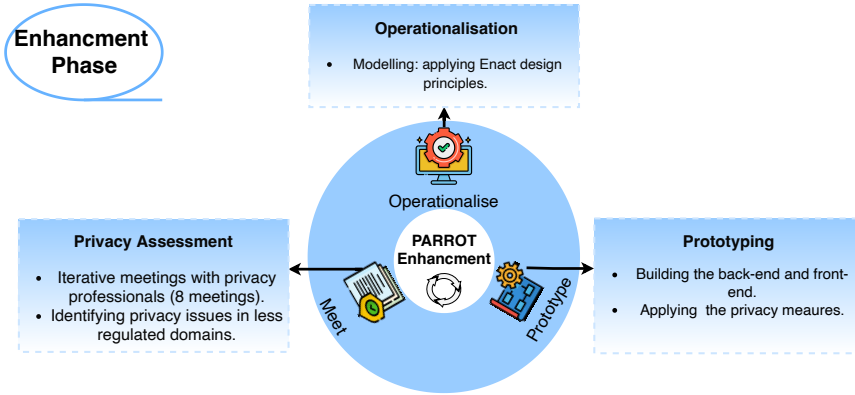 Enhancment
Phase
Operationalisation
• Modelling: applying Enact design
principles.
Operationalise
Privacy Assessment
• Iterative meetings with privacy
professionals (8 meetings).
• Identifying privacy issues in less
regulated domains.
PARROT
Enhancment
Meet
Prototype
Prototyping
• Building the back-end and front-
end.
• Applying the privacy meaures.